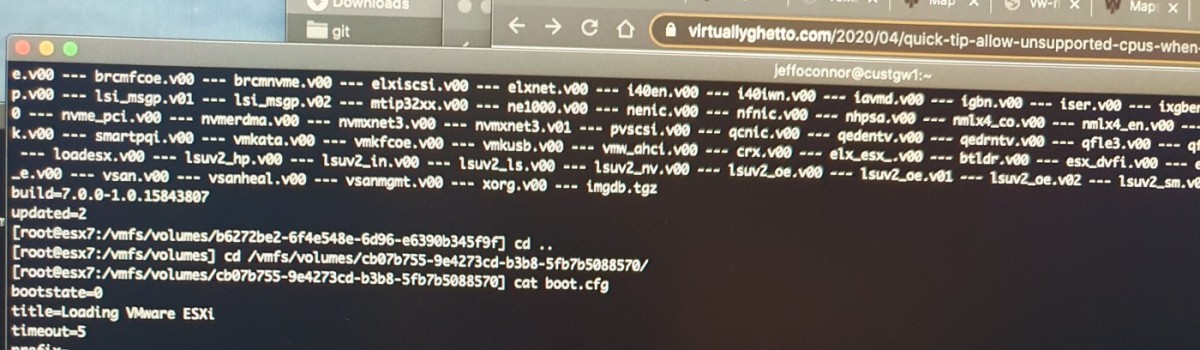 Downloads
git
Map
VW-r
Map:
virtuallyghetto.com/2020/04/quick-tip-allow-unsupported-cpus-when-
jeffoconnor@custgw1:~
e.v00 --- brcmfcoe.v00 --- brcmnvme.v00 --- elxiscsi.v00 --- elxnet.v00 --- i40en.v00 --- i40iwn.v00 --- iavmd.v00 --- igbn.v00 --- iser.v00 --- ixgben
p.v00 --- lsi_msgp.v01 --- lsi_msgp.v02 --- mtip32xx.v00 --- ne1000.v00 --- nenic.v00 --- nfnic.v00 --- nhpsa.v00 --- nmlx4_co.v00 --- nmlx4_en.v00 ---
0 --- nvme_pci.v00 --- nvmerdma.v00 --- nvmxnet3.v00 --- nvmxnet3.v01 --- pvscsi.v00 --- qcnic.v00 --- qedentv.v00 --- qedrntv.v00 --- qfle3.v00 --- qf
k.v00 --- smartpqi.v00 --- vmkata.v00 --- vmkfcoe.v00 --- vmkusb.v00 --- vmw_ahci.v00 --- crx.v00 --- elx_esx_.v00 --- btldr.v00 --- esx_dvfi.v00 ---
--- loadesx.v00 --- lsuv2_hp.v00 --- lsuv2_in.v00 --- lsuv2_ls.v00 --- lsuv2_nv.v00 --- lsuv2_oe.v00 --- lsuv2_oe.v01 --- lsuv2_oe.v02 --- lsuv2_sm.v0
_e.v00 --- vsan.v00 --- vsanheal.v00 --- vsanmgmt.v00 --- xorg.v00 --- imgdb.tgz
build=7.0.0-1.0.15843807
updated=2
[root@esx7:/vmfs/volumes/b6272be2-6f4e548e-6d96-e6390b345f9f] cd ..
[root@esx7:/vmfs/volumes] cd /vmfs/volumes/cb07b755-9e4273cd-b3b8-5fb7b5088570/
[root@esx7:/vmfs/volumes/cb07b755-9e4273cd-b3b8-5fb7b5088570] cat boot.cfg
bootstate=0
title=Loading VMware ESXi
timeout=5